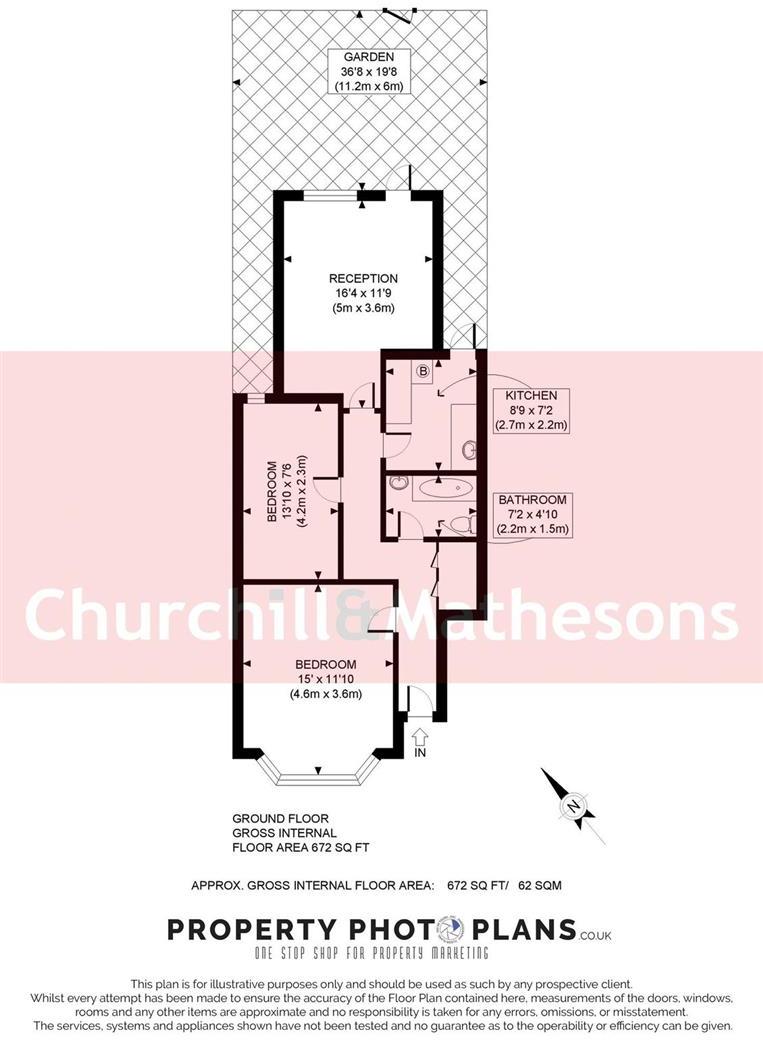 GARDEN
36'8 x 19'8
(11.2m x 6m)
RECEPTION
16'4 x 11'9
(5m x 3.6m)
B
KITCHEN
8'9 x 7'2
(2.7m x 2.2m)
BEDROOM
13'10 x 7'6
(4.2m x 2.3m)
BATHROOM
7'2 x 4'10
(2.2m x 1.5m)
Churchill&Mathesons
BEDROOM
15' x 11'10
(4.6m x 3.6m)
IN
N
GROUND FLOOR
GROSS INTERNAL
FLOOR AREA 672 SQ FT
APPROX. GROSS INTERNAL FLOOR AREA: 672 SQ FT/ 62 SQM
PROPERTY PHOTO PLANS.CO.UK
ONE STOP SHOP FOR PROPERTY MARKETING
This plan is for illustrative purposes only and should be used as such by any prospective client.
Whilst every attempt has been made to ensure the accuracy of the Floor Plan contained here, measurements of the doors, windows,
rooms and any other items are approximate and no responsibility is taken for any errors, omissions, or misstatement.
The services, systems and appliances shown have not been tested and no guarantee as to the operability or efficiency can be given.